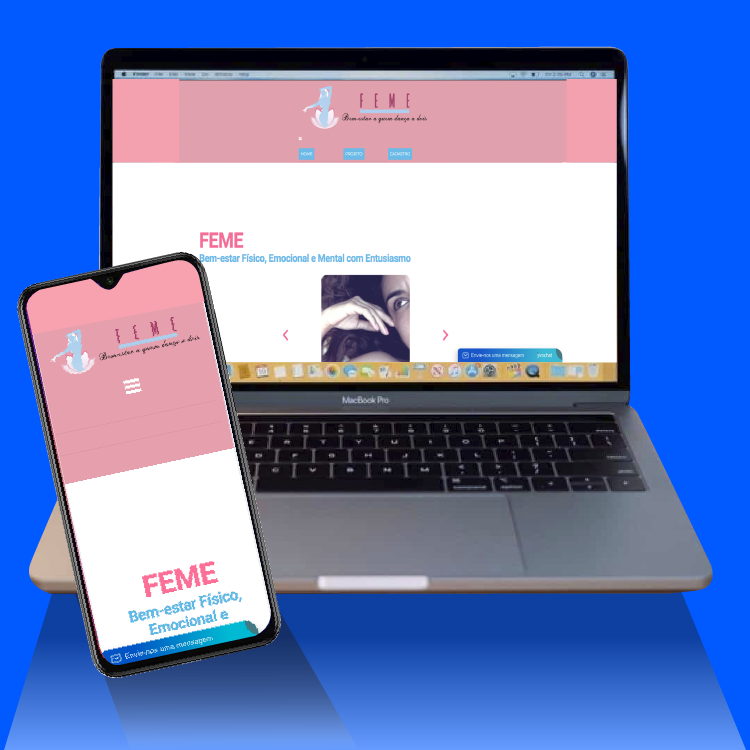 FEME
Bem-estar a quem dança a dois
HOME
PROJETO
CADASTRO
FEME
Bem-estar Físico, Emocional e Mental com Entusiasmo
Envie-nos uma mensagem
MacBook Pro
FEME
Bem-estar a quem dança a dois
FEME
Bem-estar Físico,
Emocional e
Envie-nos uma mensagem